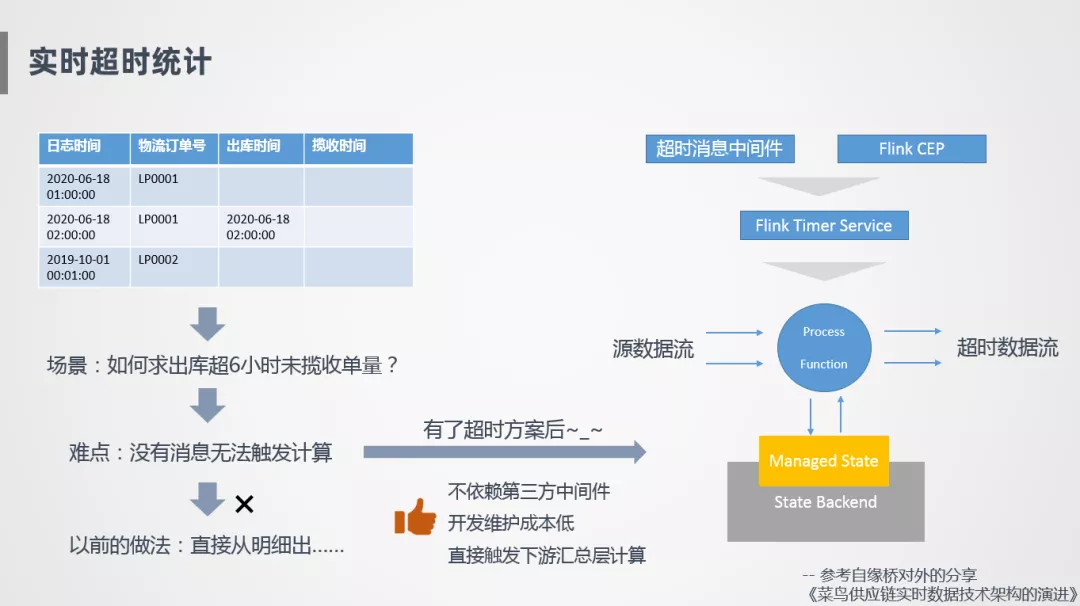 实时超时统计
日志时间 物流订单号 出库时间 揽收时间
2020-06-18 01:00:00 LP0001
2020-06-18 02:00:00 LP0001 2020-06-18 02:00:00
2019-10-01 00:01:00 LP0002
场景：如何求出库超6小时未揽收单量？
难点：没有消息无法触发计算
以前的做法：直接从明细出......
有了超时方案后~_~
不依赖第三方中间件
开发维护成本低
直接触发下游汇总层计算
超时消息中间件
Flink CEP
Flink Timer Service
源数据流
Process
Function
超时数据流
Managed State
State Backend
-- 参考自缘桥对外的分享
《菜鸟供应链实时数据技术架构的演进》